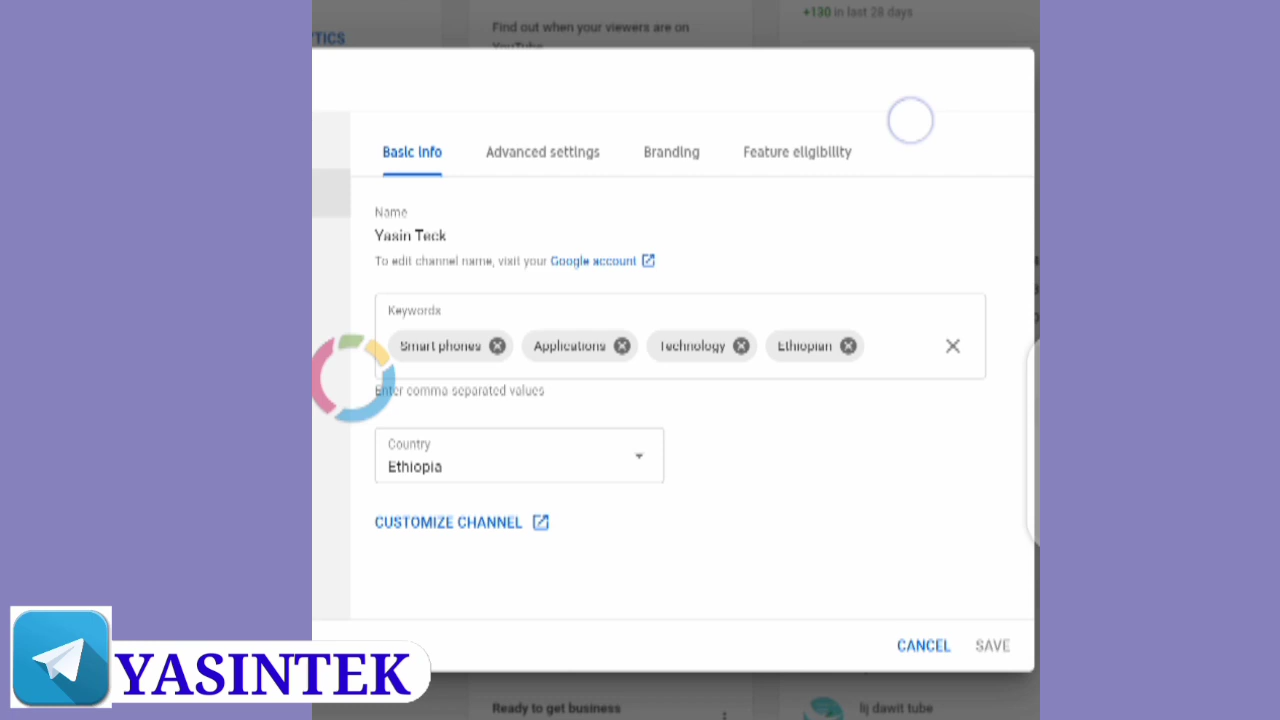 +130 in last 28 days
Find out when your viewers are on
YouTube
TICS
Basic info Advanced settings Branding Feature eligibility
Name
Yasin Teck
To edit channel name, visit your Google account
Keywords
Smart phones Applications Technology Ethiopian
Enter comma separated values
Country
Ethiopia
CUSTOMIZE CHANNEL
CANCEL SAVE
YASINTEK
Ready to get business
lij dawit tube